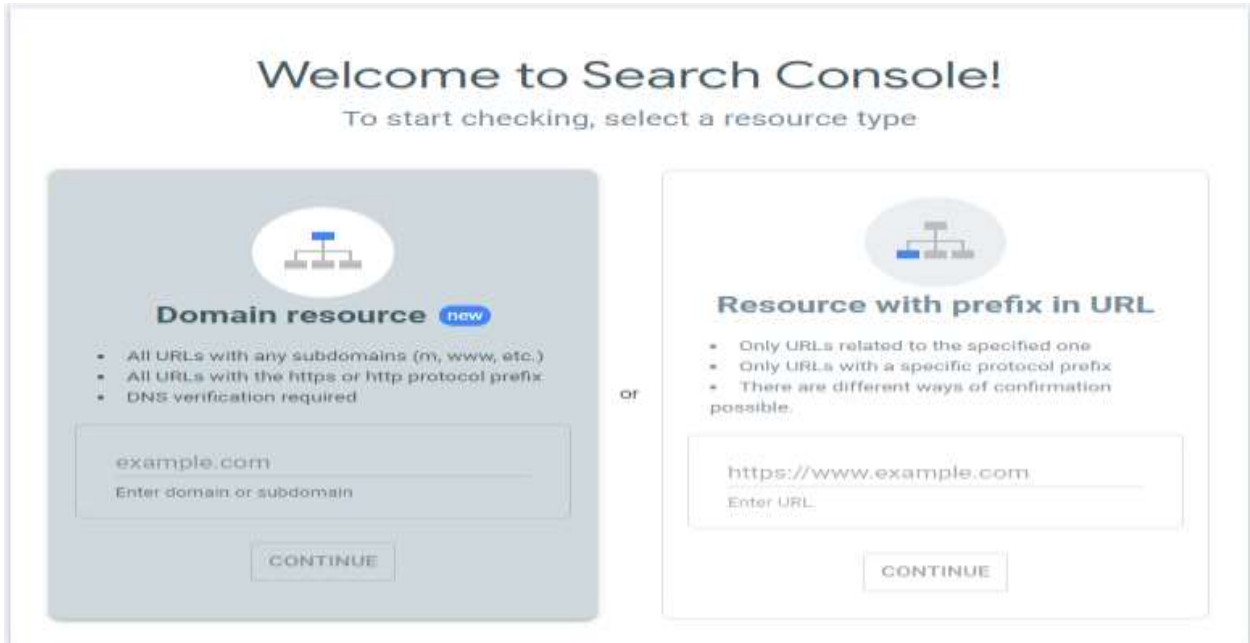 Welcome to Search Console!
To start checking, select a resource type
Domain resource new
• All URLs with any subdomains (m, www, etc.)
• All URLs with the https or http protocol prefix
• DNS verification required
example.com
Enter domain or subdomain
CONTINUE
or
Resource with prefix in URL
• Only URLs related to the specified one
• Only URLs with a specific protocol prefix
• There are different ways of confirmation
possible.
https://www.example.com
Enter URL
CONTINUE